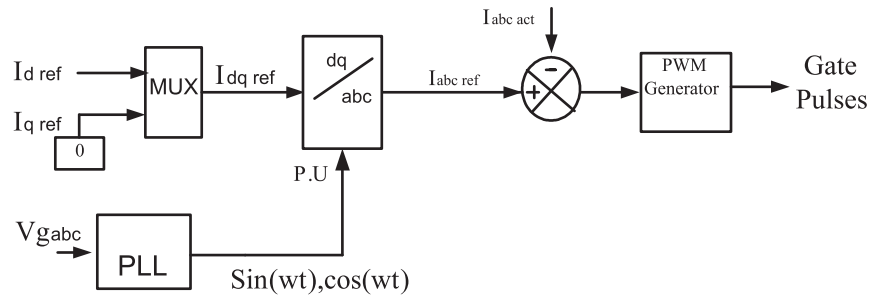 I abc act
I d ref
MUX
I dq ref
dq
abc
I abc ref
-
+
PWM
Generator
Gate
Pulses
I q ref
0
P.U
Vg abc
PLL
Sin(wt),cos(wt)